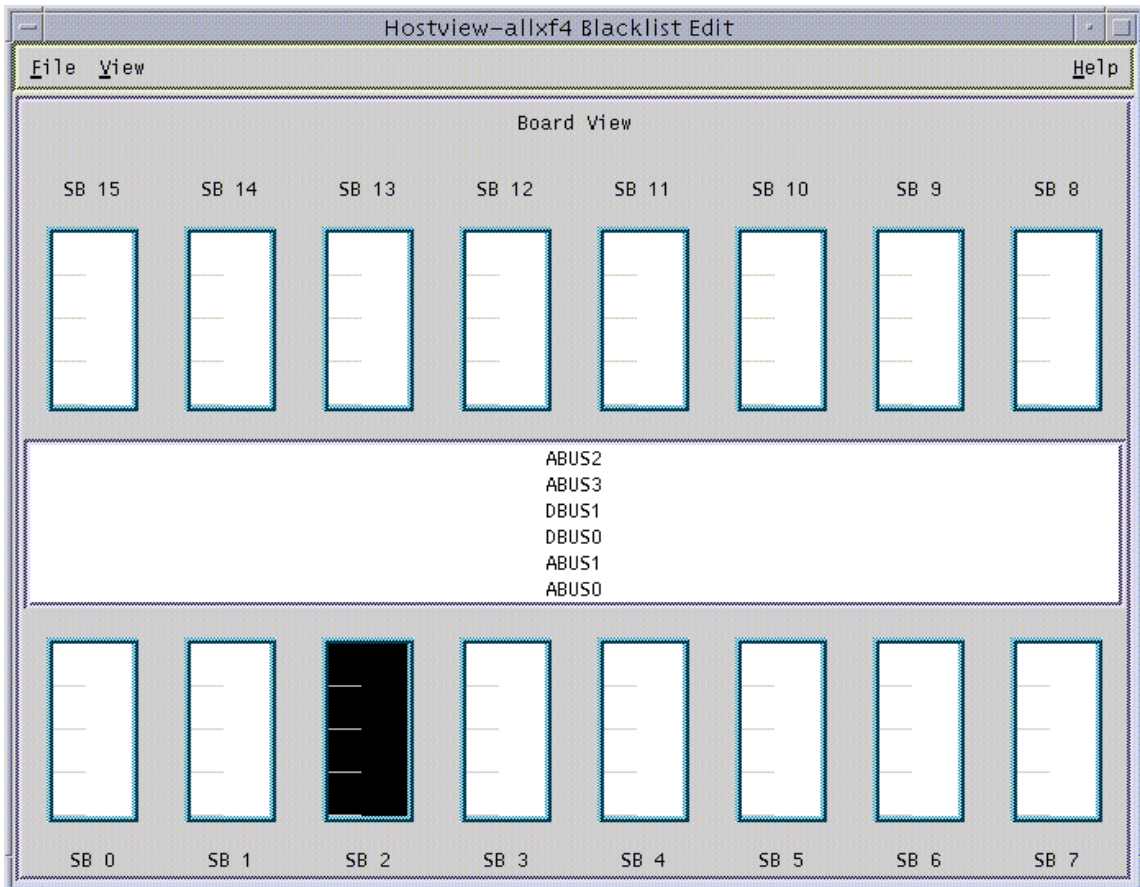 Hostview-allxf4 Blacklist Edit
File View Help
Board View
SB 15 SB 14 SB 13 SB 12 SB 11 SB 10 SB 9 SB 8
ABUS2
ABUS3
DBUS1
DBUS0
ABUS1
ABUS0
SB 0 SB 1 SB 2 SB 3 SB 4 SB 5 SB 6 SB 7